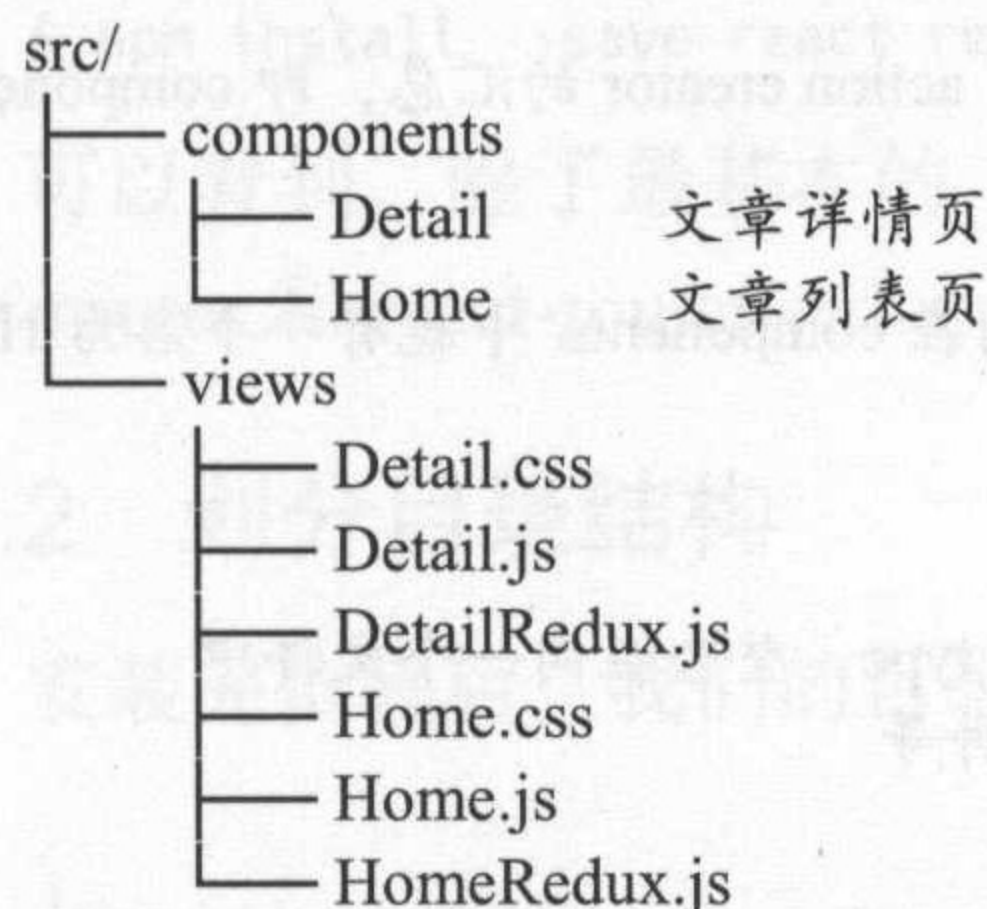 src/
components
Detail 文章详情页
Home 文章列表页
views
Detail.css
Detail.js
DetailRedux.js
Home.css
Home.js
HomeRedux.js